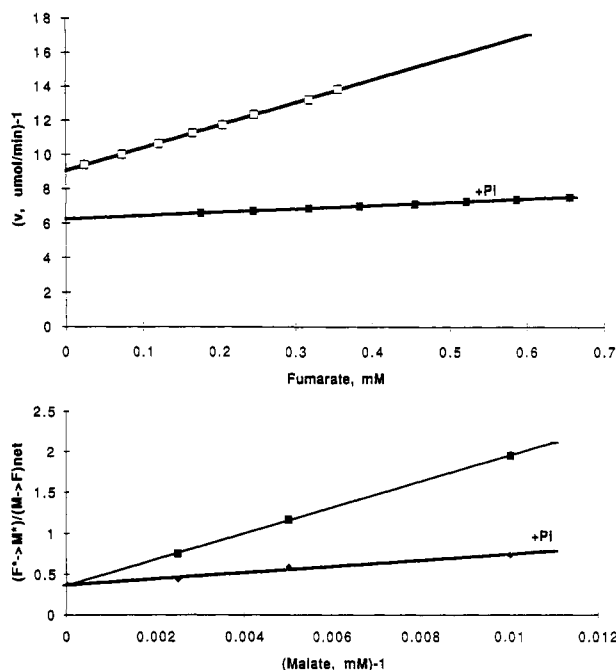 18
16
14
12
10
8
6
4
2
0
(v, umol/min)-1
+Pi
0 0.1 0.2 0.3 0.4 0.5 0.6 0.7
Fumarate, mM
2.5
2
1.5
1
0.5
0
(F*->M*)/(M->F)net
+Pi
0 0.002 0.004 0.006 0.008 0.01 0.012
(Malate, mM)-1